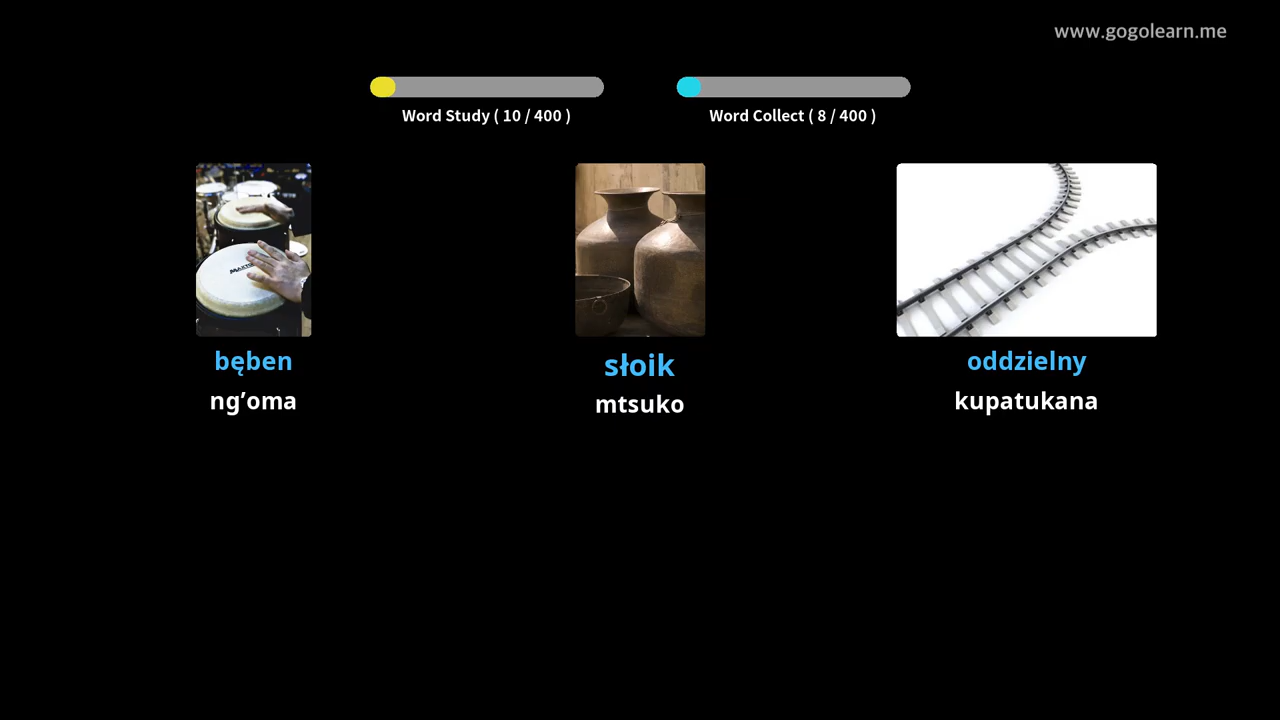 www.gogolearn.me
Word Study ( 10 / 400 )
Word Collect ( 8 / 400 )
bęben
ng’oma
słoik
mtsuko
oddzielny
kupatukana